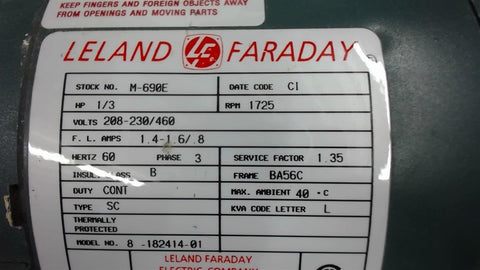 KEEP FINGERS AND FOREIGN OBJECTS AWAY
FROM OPENINGS AND MOVING PARTS
LELAND LF FARADAY
STOCK NO. M-690E DATE CODE CI
HP 1/3 RPM 1725
VOLTS 208-230/460
F. L. AMPS 1.4-1.6/.8
HERTZ 60 PHASE 3 SERVICE FACTOR 1.35
INSUL CLASS B FRAME BA56C
DUTY CONT MAX. AMBIENT 40 °C
TYPE SC KVA CODE LETTER L
THERMALLY
PROTECTED
MODEL NO. 8 -182414-01
LELAND FARADAY
ELECTRIC COMPANY